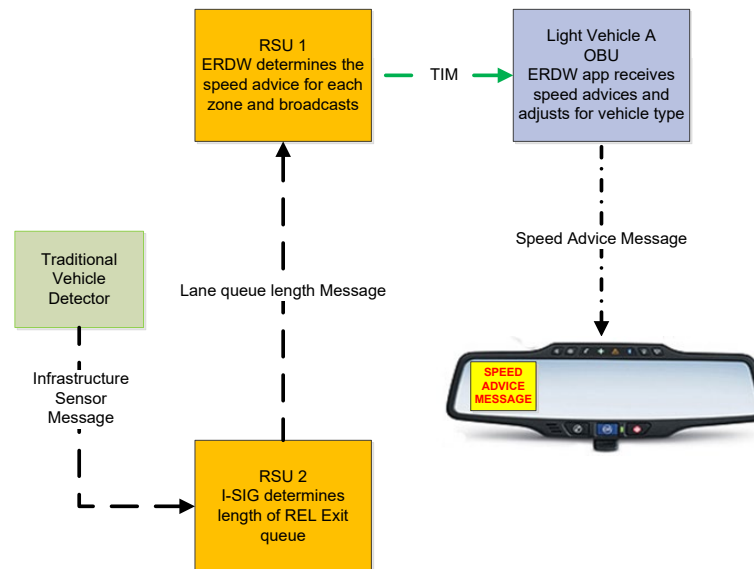 RSU 1
ERDW determines the
speed advice for each
zone and broadcasts
TIM
Light Vehicle A
OBU
ERDW app receives
speed advices and
adjusts for vehicle type
Speed Advice Message
Traditional
Vehicle
Detector
Lane queue length Message
Infrastructure
Sensor
Message
SPEED
ADVICE
MESSAGE
RSU 2
I-SIG determines
length of REL Exit
queue